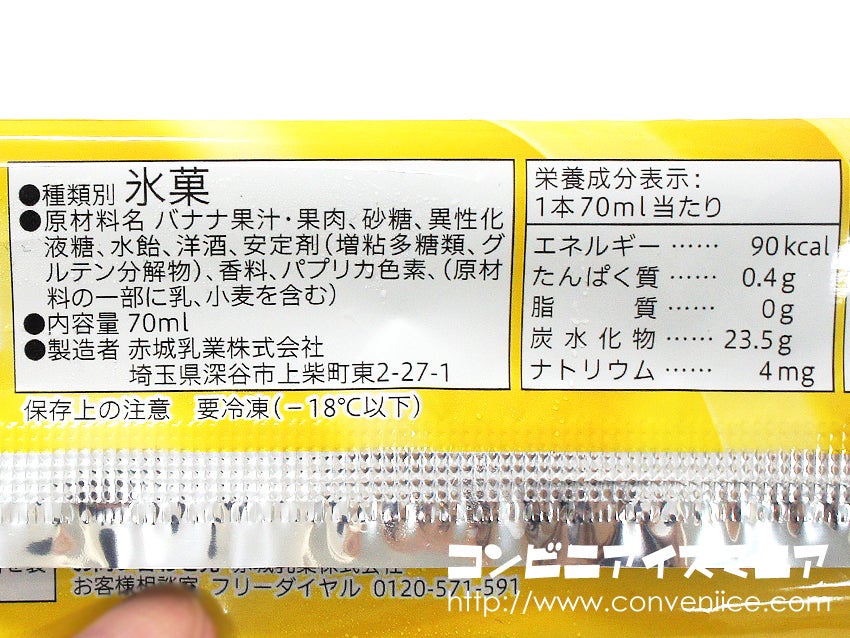 ●種類別 氷菓
●原材料名 バナナ果汁・果肉、砂糖、異性化
液糖、水飴、洋酒、安定剤(増粘多糖類、グ
ルテン分解物)、香料、パプリカ色素、(原材
料の一部に乳、小麦を含む)
●内容量 70ml
●製造者 赤城乳業株式会社
埼玉県深谷市上柴町東2-27-1
保存上の注意 要冷凍(-18℃以下)
栄養成分表示:
1本70ml当たり
エネルギー …… 90kcal
たんぱく質 …… 0.4g
脂質 …… 0g
炭水化物 …… 23.5g
ナトリウム …… 4mg
赤城乳業株式会社
お客様相談室 フリーダイヤル 0120-571-591
コンビニアイスマニア
http://www.conveniice.com/